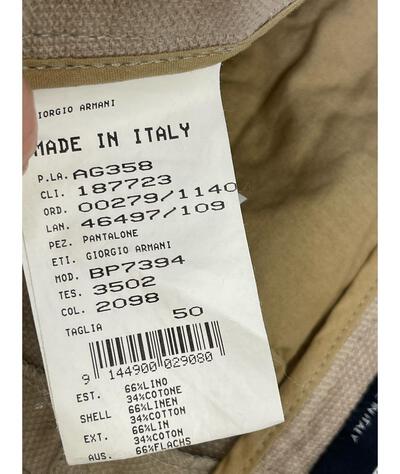 GIORGIO ARMANI
MADE IN ITALY
P.LA. AG358
CLI. 187723
ORD. 00279/1140
LAN. 46497/109
PEZ. PANTALONE
ETI. GIORGIO ARMANI
MOD. BP7394
TES. 3502
COL. 2098
TAGLIA 50
9 144900 029080
EST. 66%LINO
34%COTONE
SHELL 66%LINEN
34%COTTON
EXT. 66%LIN
34%COTTON
AUS. 66%FLACHS
N ITALY